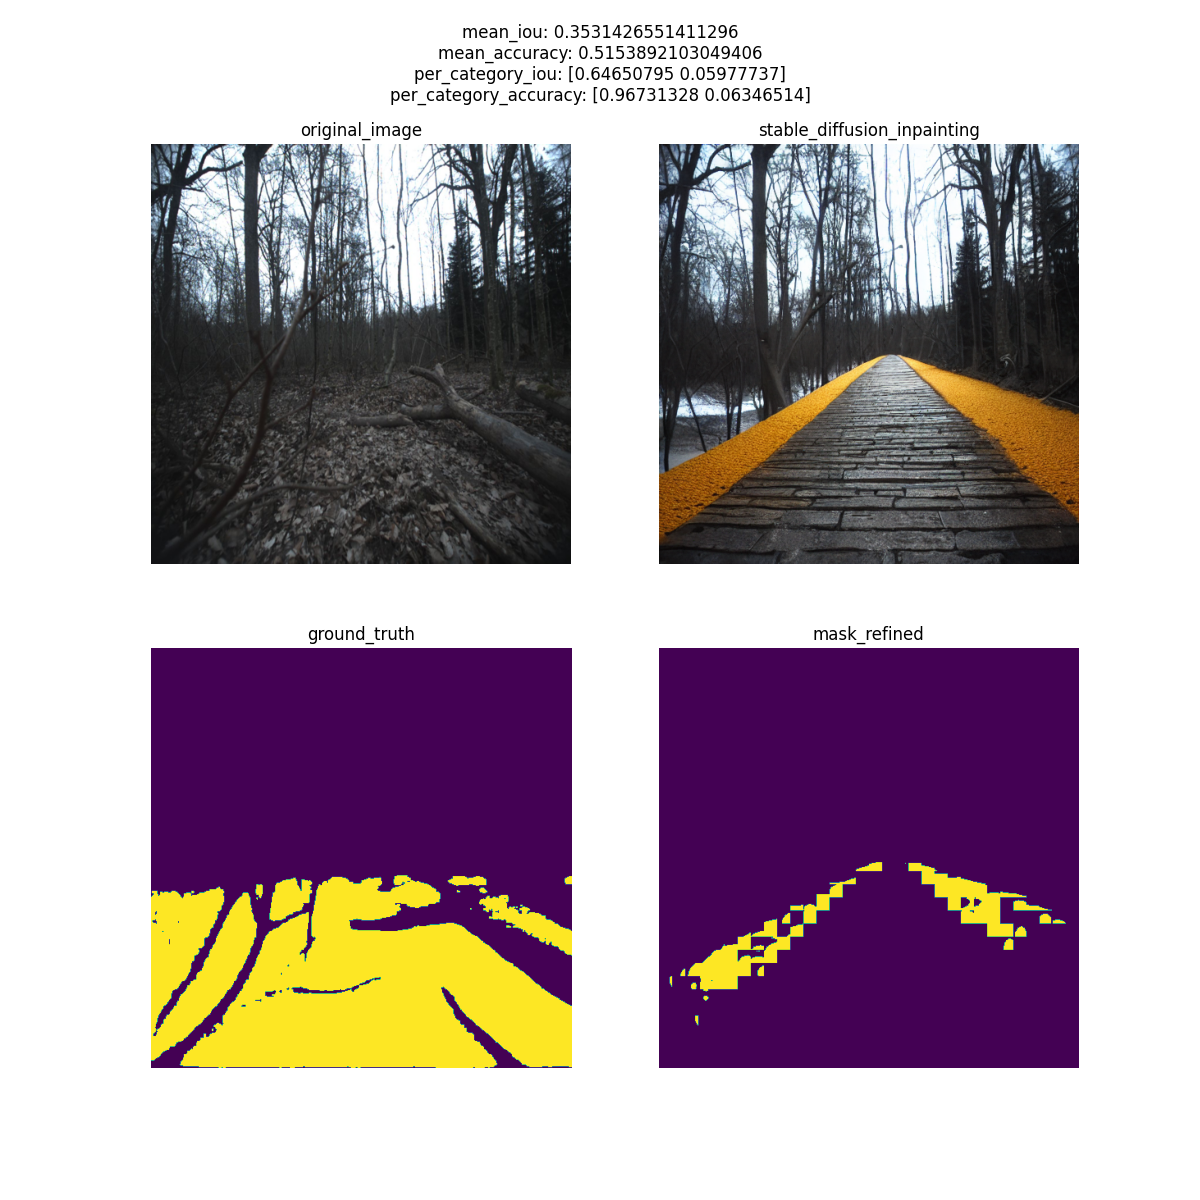 mean_iou: 0.3531426551411296
mean_accuracy: 0.5153892103049406
per_category_iou: [0.64650795 0.05977737]
per_category_accuracy: [0.96731328 0.06346514]
original_image
stable_diffusion_inpainting
ground_truth
mask_refined